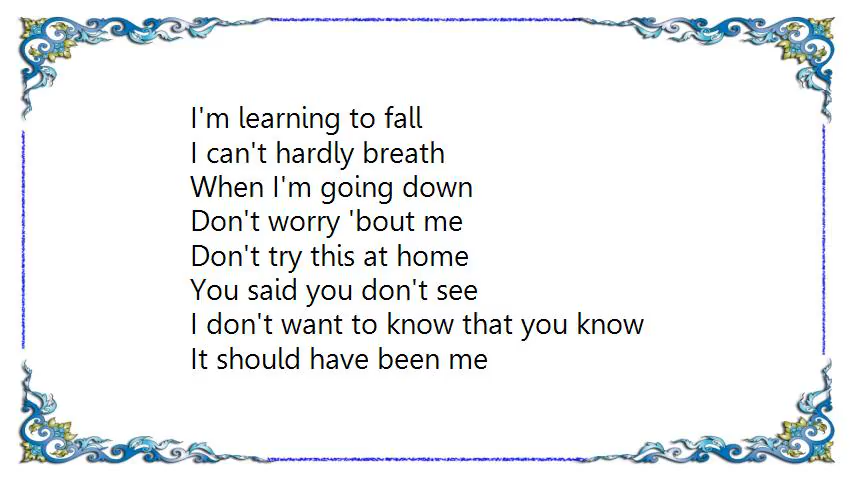 I'm learning to fall
I can't hardly breath
When I'm going down
Don't worry 'bout me
Don't try this at home
You said you don't see
I don't want to know that you know
It should have been me